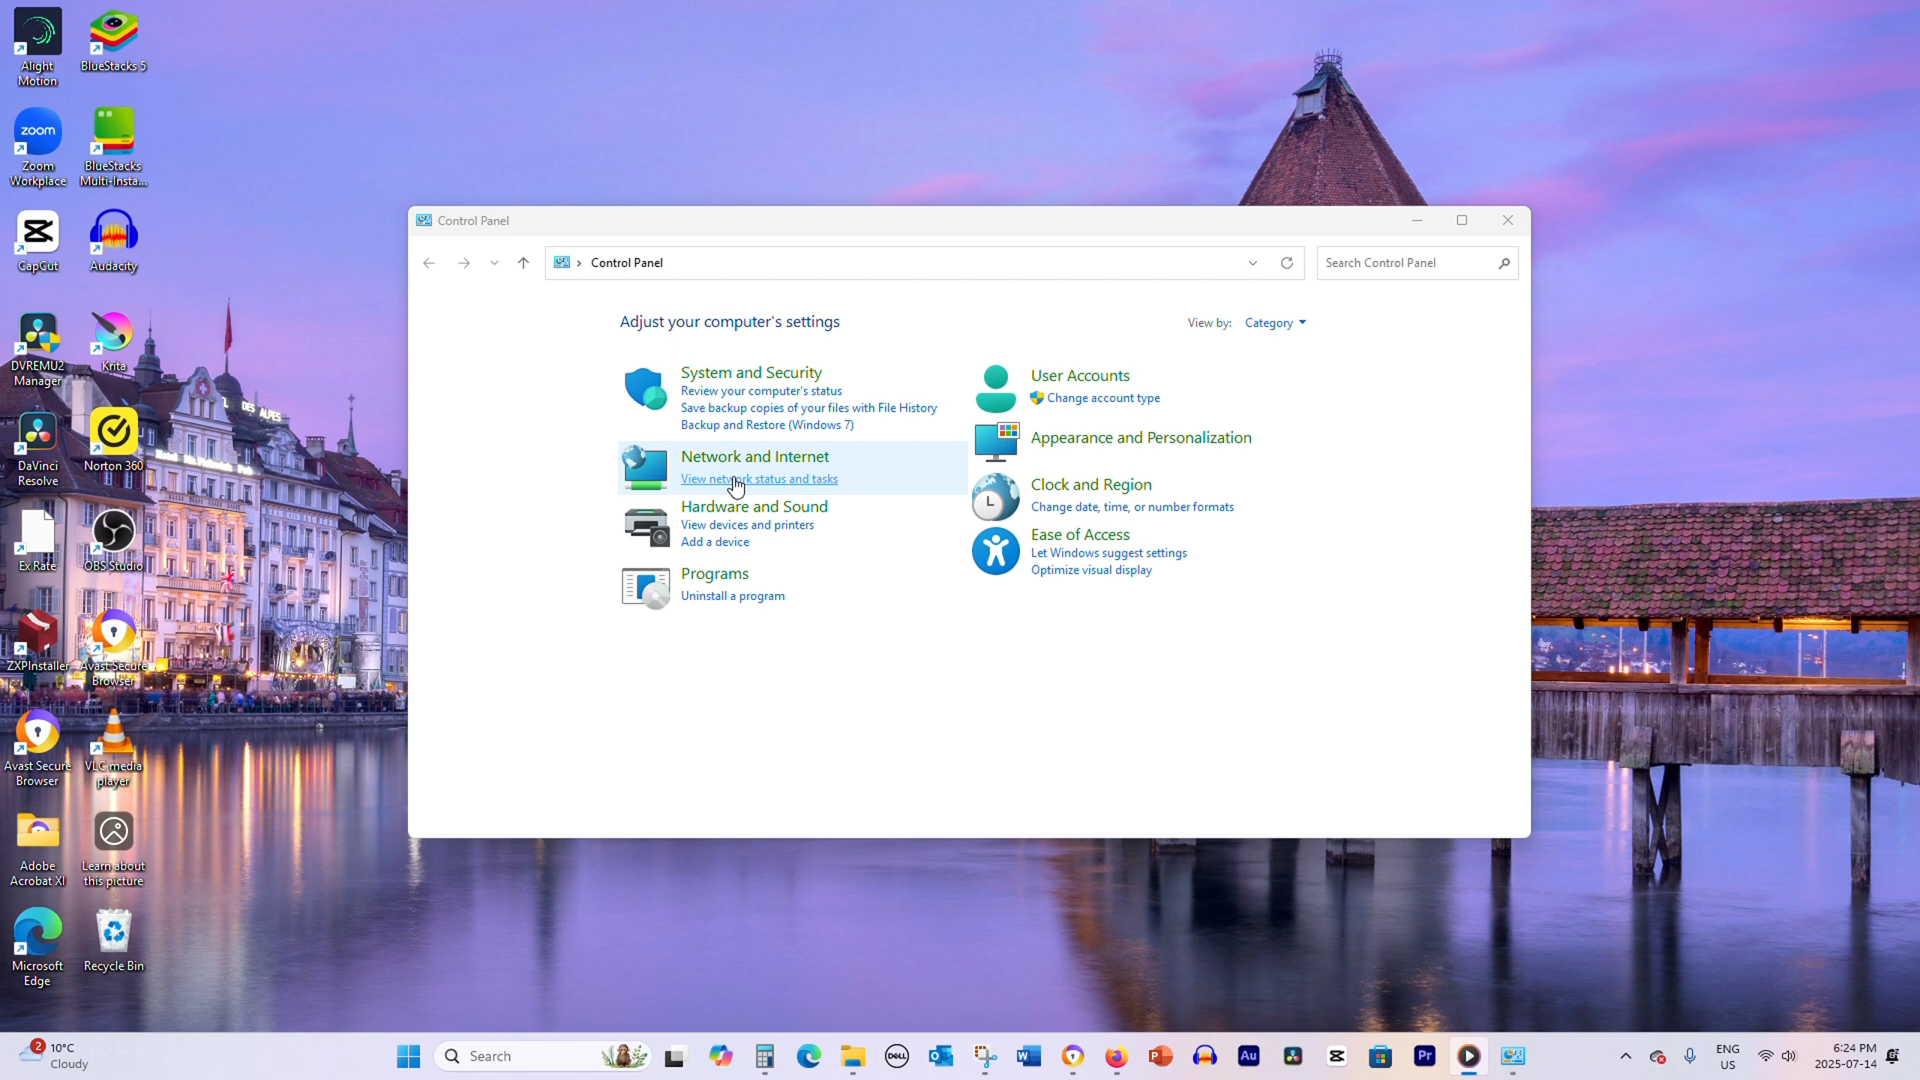 Alight
Motion
BlueStacks 5
zoom
Zoom
Workplace
BlueStacks
Multi-Insta...
CapCut
Audacity
DVREMU2
Manager
Krita
DaVinci
Resolve
Norton 360
Ex Rate
OBS Studio
ZXPInstaller
Avast Secure
Browser
Avast Secure
Browser
VLC media
player
Adobe
Acrobat XI
Learn about
this picture
Microsoft
Edge
Recycle Bin
DES ALPES
Control Panel
Control Panel
Search Control Panel
Adjust your computer's settings
View by: Category
System and Security
Review your computer's status
Save backup copies of your files with File History
Backup and Restore (Windows 7)
Network and Internet
View network status and tasks
Hardware and Sound
View devices and printers
Add a device
Programs
Uninstall a program
User Accounts
Change account type
Appearance and Personalization
Clock and Region
Change date, time, or number formats
Ease of Access
Let Windows suggest settings
Optimize visual display
2
10°C
Cloudy
Search
DELL
Au
Pr
ENG
US
6:24 PM
2025-07-14